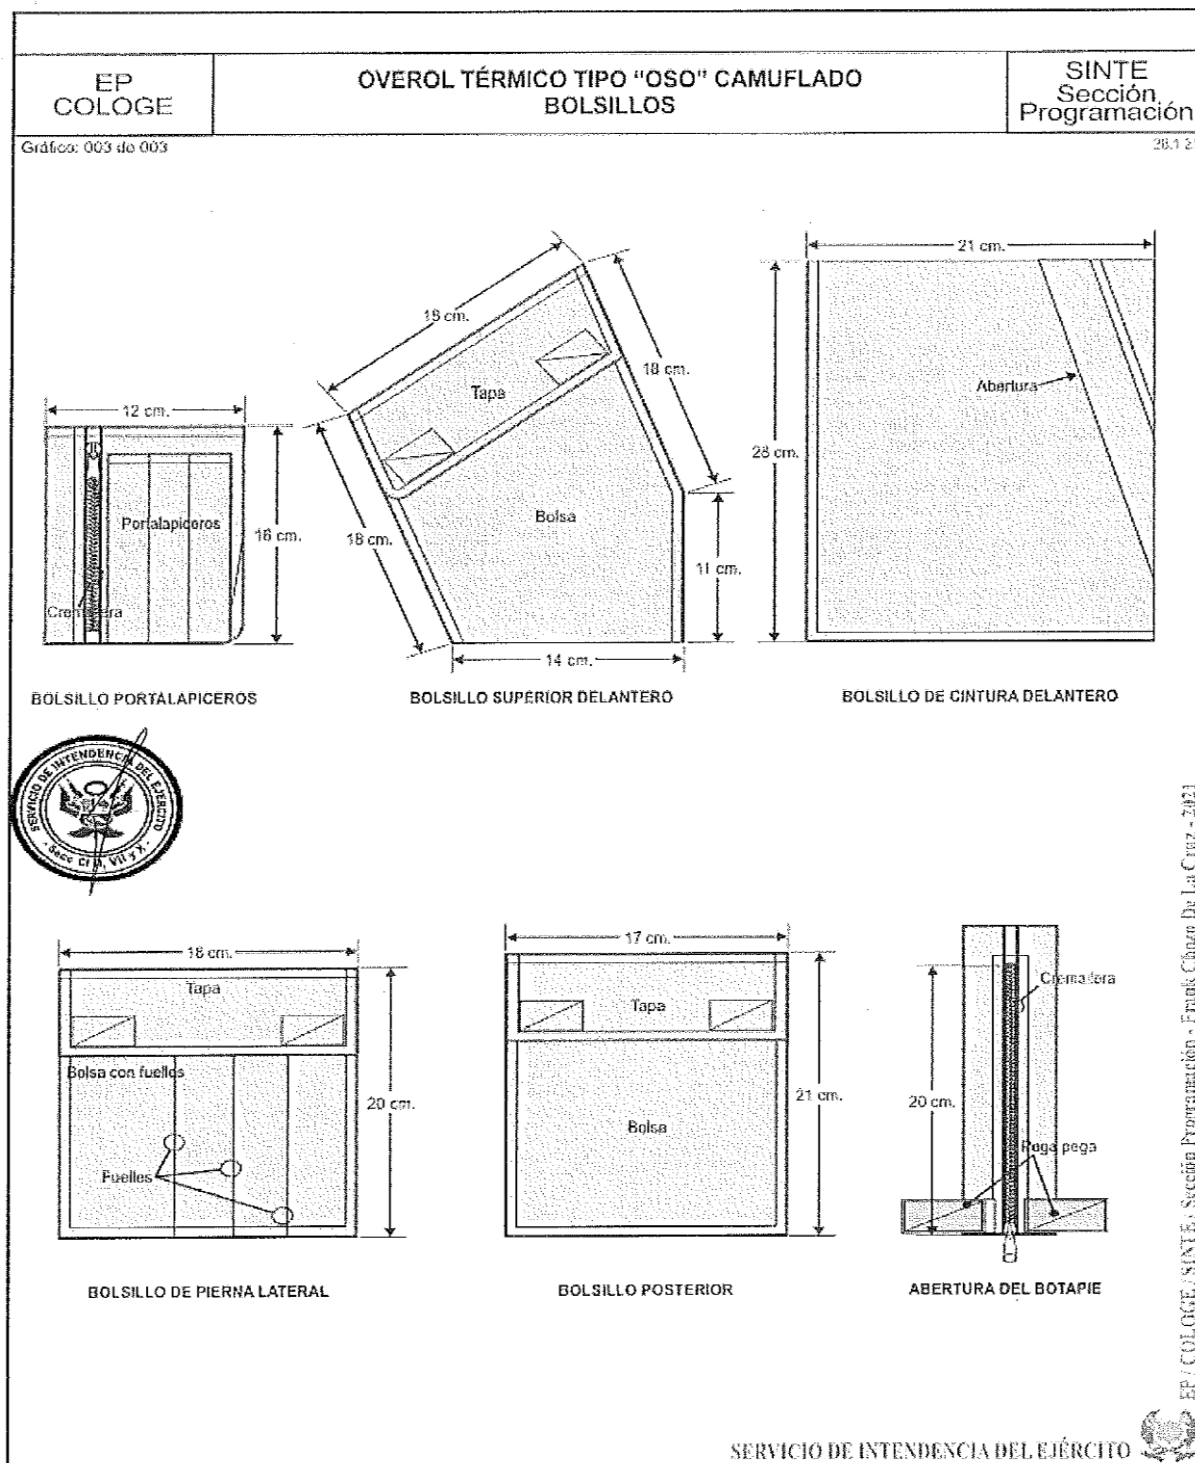 EP
COLOGE
OVEROL TÉRMICO TIPO "OSO" CAMUFLADO
BOLSILLOS
SINTE
Sección
Programación
Gráfico: 003 de 003
12 cm.
Portalapiceros
16 cm.
Cremallera
BOLSILLO PORTALAPICEROS
18 cm.
Tapa
18 cm.
18 cm.
Bolsa
11 cm.
14 cm.
BOLSILLO SUPERIOR DELANTERO
21 cm.
Abertura
28 cm.
BOLSILLO DE CINTURA DELANTERO
SERVICIO DE INTENDENCIA DEL EJÉRCITO
18 cm.
Tapa
Bolsa con fuelles
20 cm.
Fuelles
BOLSILLO DE PIERNA LATERAL
17 cm.
Tapa
21 cm.
Bolsa
BOLSILLO POSTERIOR
Cremallera
20 cm.
Pega pega
ABERTURA DEL BOTAPIE
EP / COLOGE / SINTE / Sección Programación - Frank De La Cruz - 2021
SERVICIO DE INTENDENCIA DEL EJÉRCITO